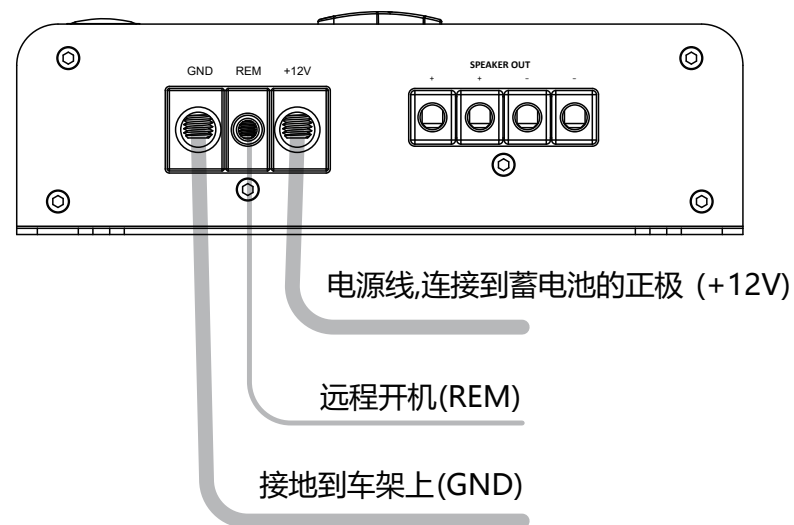 GND REM +12V
SPEAKER OUT
+ + - -
电源线,连接到蓄电池的正极 (+12V)
远程开机(REM)
接地到车架上(GND)